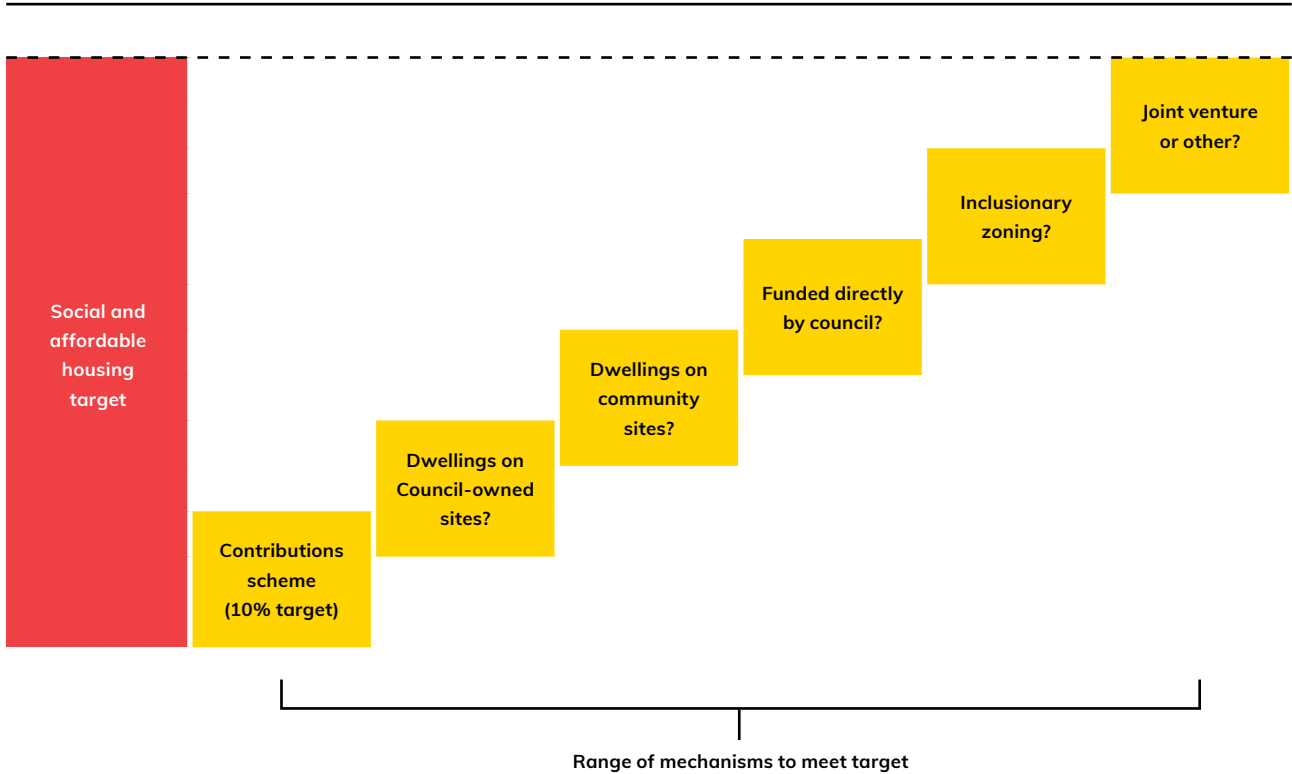 Social and
affordable
housing
target
Contributions
scheme
(10% target)
Dwellings on
Council-owned
sites?
Dwellings on
community
sites?
Funded directly
by council?
Inclusionary
zoning?
Joint venture
or other?
Range of mechanisms to meet target